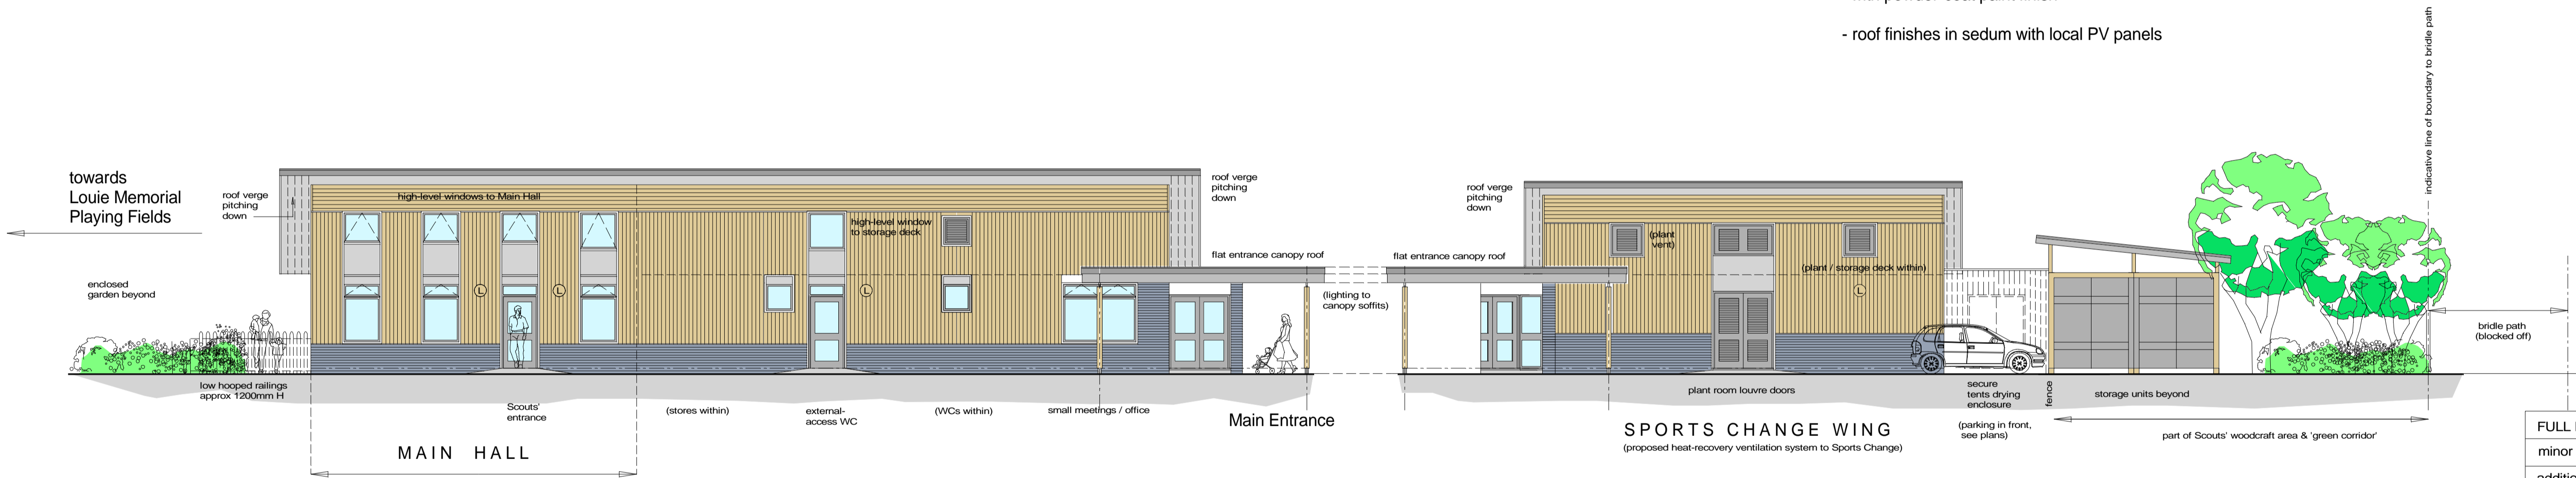 - roof finishes in sedum with local PV panels
indicative line of boundary to bridle path
towards
Louie Memorial
Playing Fields
roof verge
pitching
down
high-level windows to Main Hall
high-level window
to storage deck
roof verge
pitching
down
flat entrance canopy roof
(lighting to
canopy soffits)
roof verge
pitching
down
flat entrance canopy roof
(plant
vent)
(plant / storage deck within)
enclosed
garden beyond
L
L
L
L
bridle path
(blocked off)
low hooped railings
approx 1200mm H
Scouts'
entrance
(stores within)
external-
access WC
(WCs within)
small meetings / office
Main Entrance
plant room louvre doors
secure
tents drying
enclosure
fence
storage units beyond
(parking in front,
see plans)
part of Scouts' woodcraft area & 'green corridor'
MAIN HALL
SPORTS CHANGE WING
(proposed heat-recovery ventilation system to Sports Change)
FULL
minor